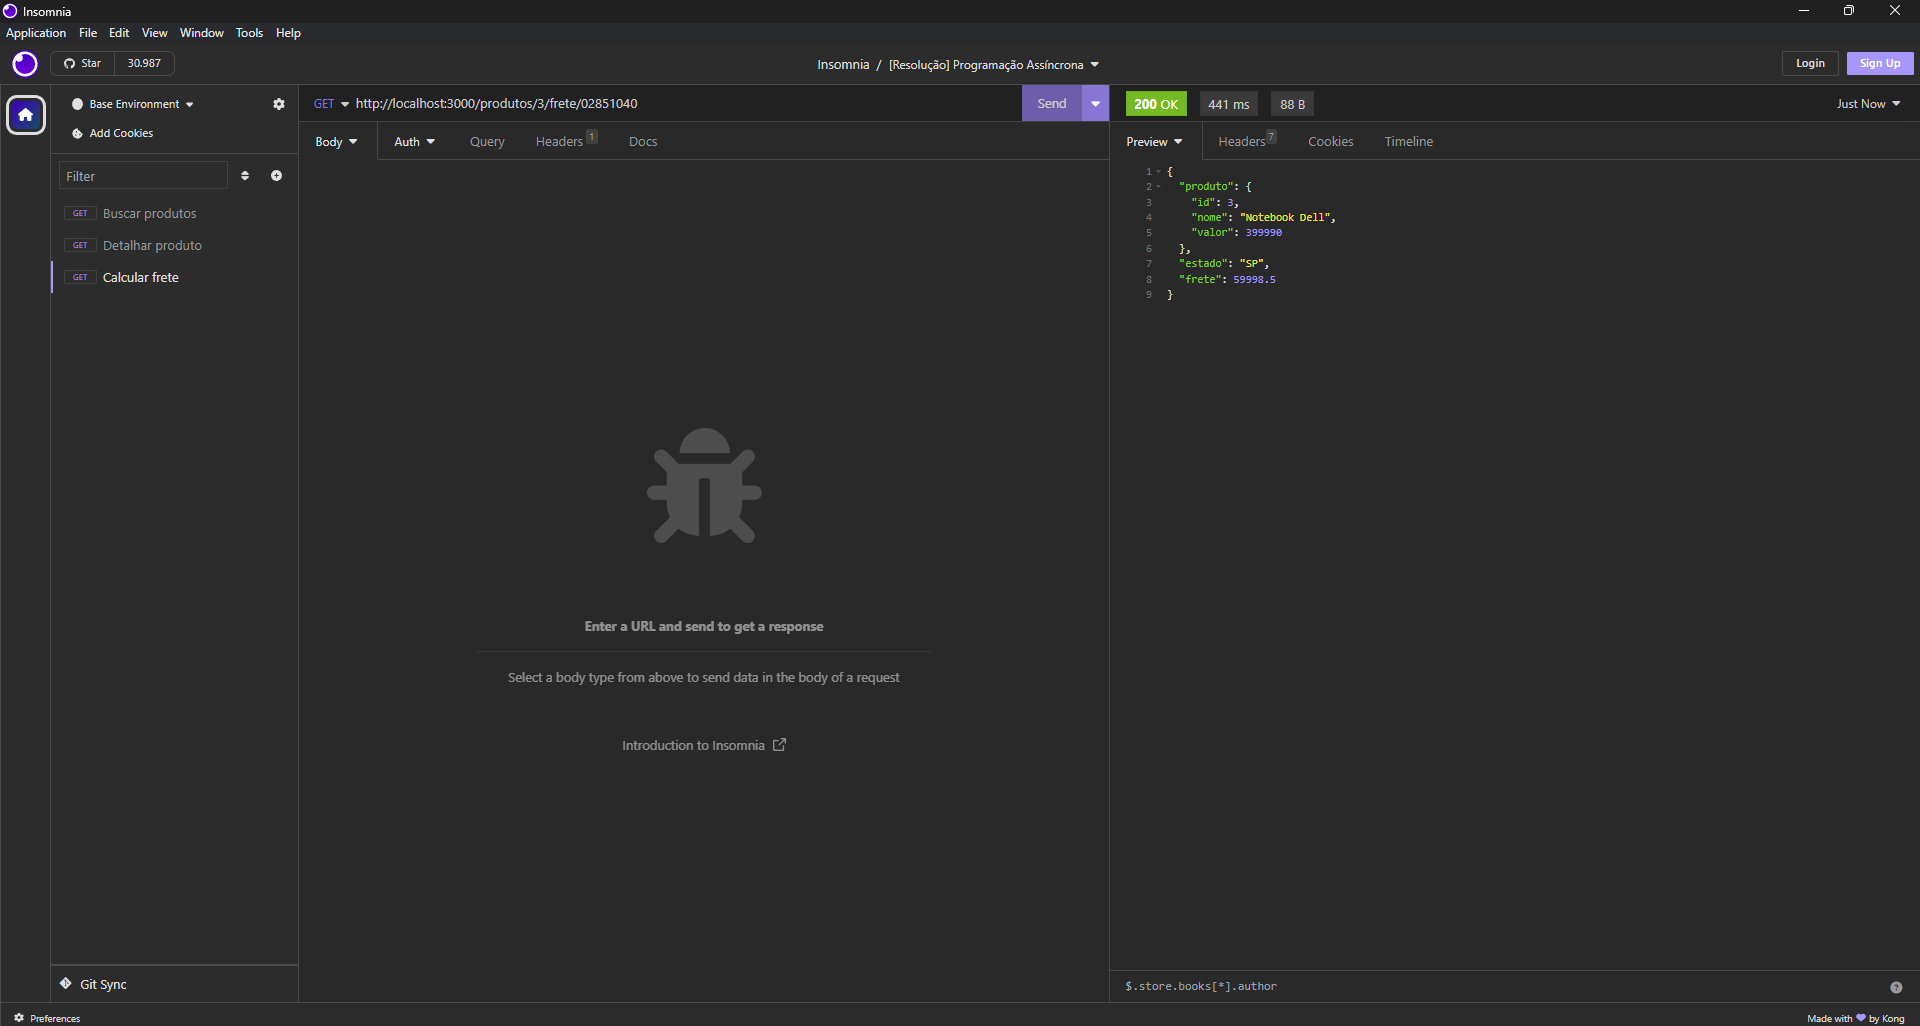 Insomnia
Application File Edit View Window Tools Help
Star 30.987
Insomnia / [Resolução] Programação Assíncrona
Login Sign Up
Base Environment
Add Cookies
Filter
GET Buscar produtos
GET Detalhar produto
GET Calcular frete
Git Sync
Preferences
GET http://localhost:3000/produtos/3/frete/02851040
Send
Body Auth Query Headers 1 Docs
Enter a URL and send to get a response
Select a body type from above to send data in the body of a request
Introduction to Insomnia
200 OK 441 ms 88 B Just Now
Preview Headers 7 Cookies Timeline
1 {
2 "produto": {
3 "id": 3,
4 "nome": "Notebook Dell",
5 "valor": 399990
6 },
7 "estado": "SP",
8 "frete": 59998.5
9 }
$.store.books[*].author
?
Made with 💜 by Kong